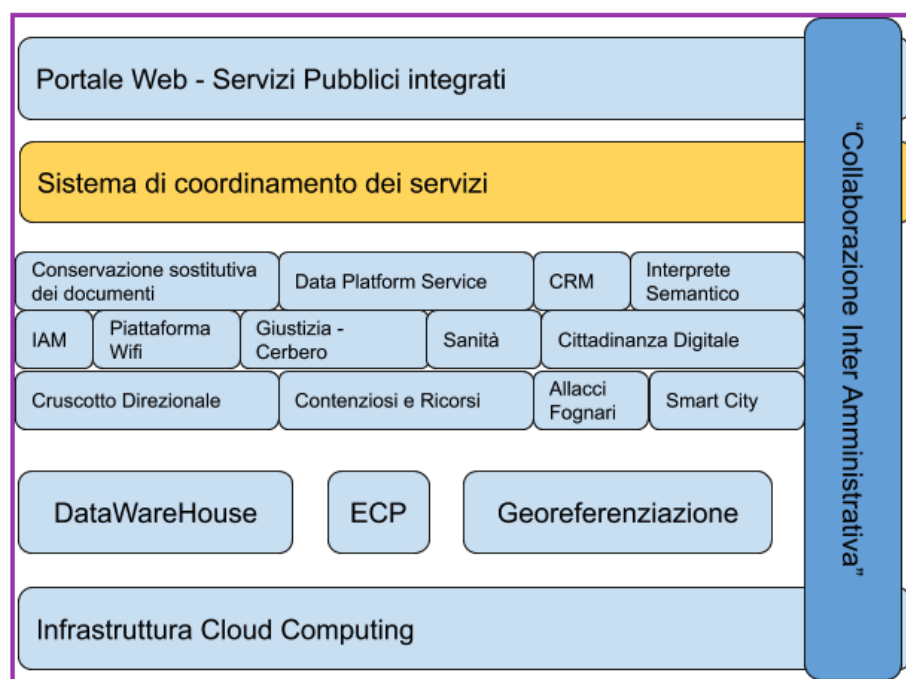 Portale Web - Servizi Pubblici integrati
Sistema di coordinamento dei servizi
Conservazione sostitutiva
dei documenti
Data Platform Service
CRM
Interprete
Semantico
IAM
Piattaforma
Wifi
Giustizia -
Cerbero
Sanità
Cittadinanza Digitale
Cruscotto Direzionale
Contenziosi e Ricorsi
Allacci
Fognari
Smart City
DataWareHouse
ECP
Georeferenziazione
Infrastruttura Cloud Computing
“Collaborazione Inter Amministrativa”